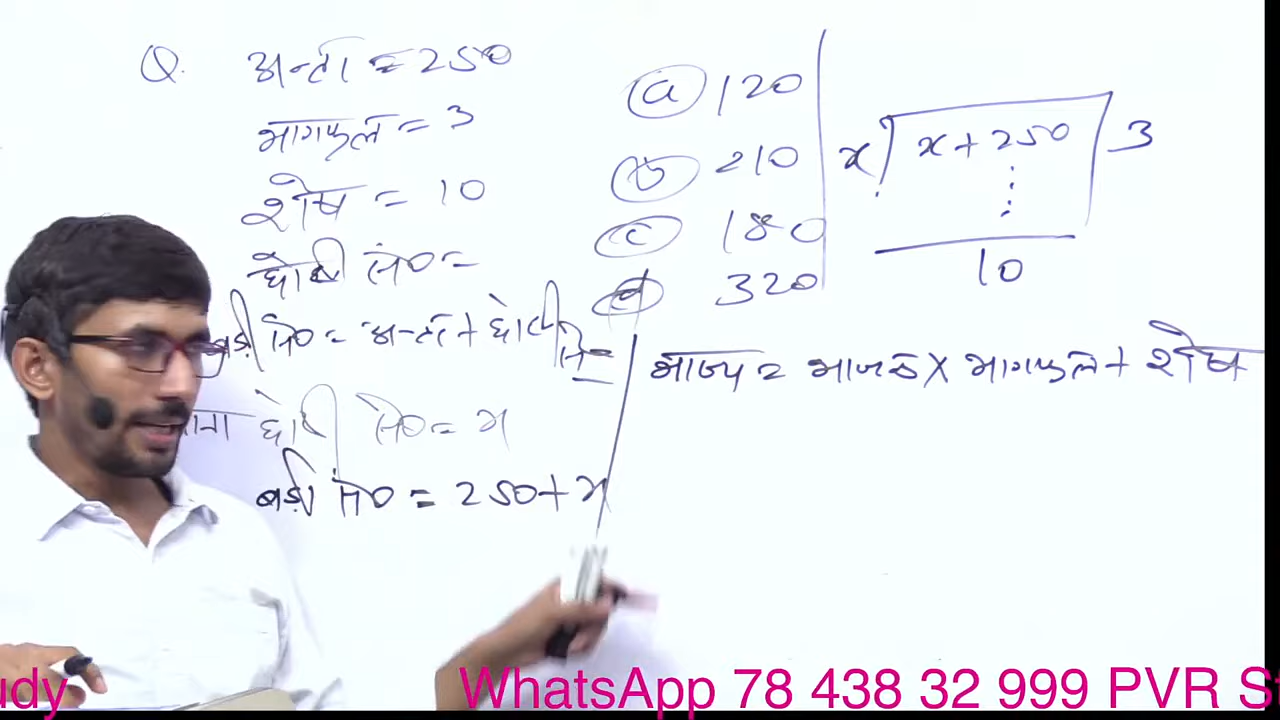 Q. अन्तर = 250
भागफल = 3
शेष = 10
छोटी सं० =
बड़ी सं० = अन्तर + छोटी सं०
माना छोटी सं० = x
बड़ी सं० = 250 + x
(a) 120
(b) 210
(c) 180
(d) 320
x x + 250 3
10
भाज्य = भाजक × भागफल + शेष
udy WhatsApp 78 438 32 999 PVR S